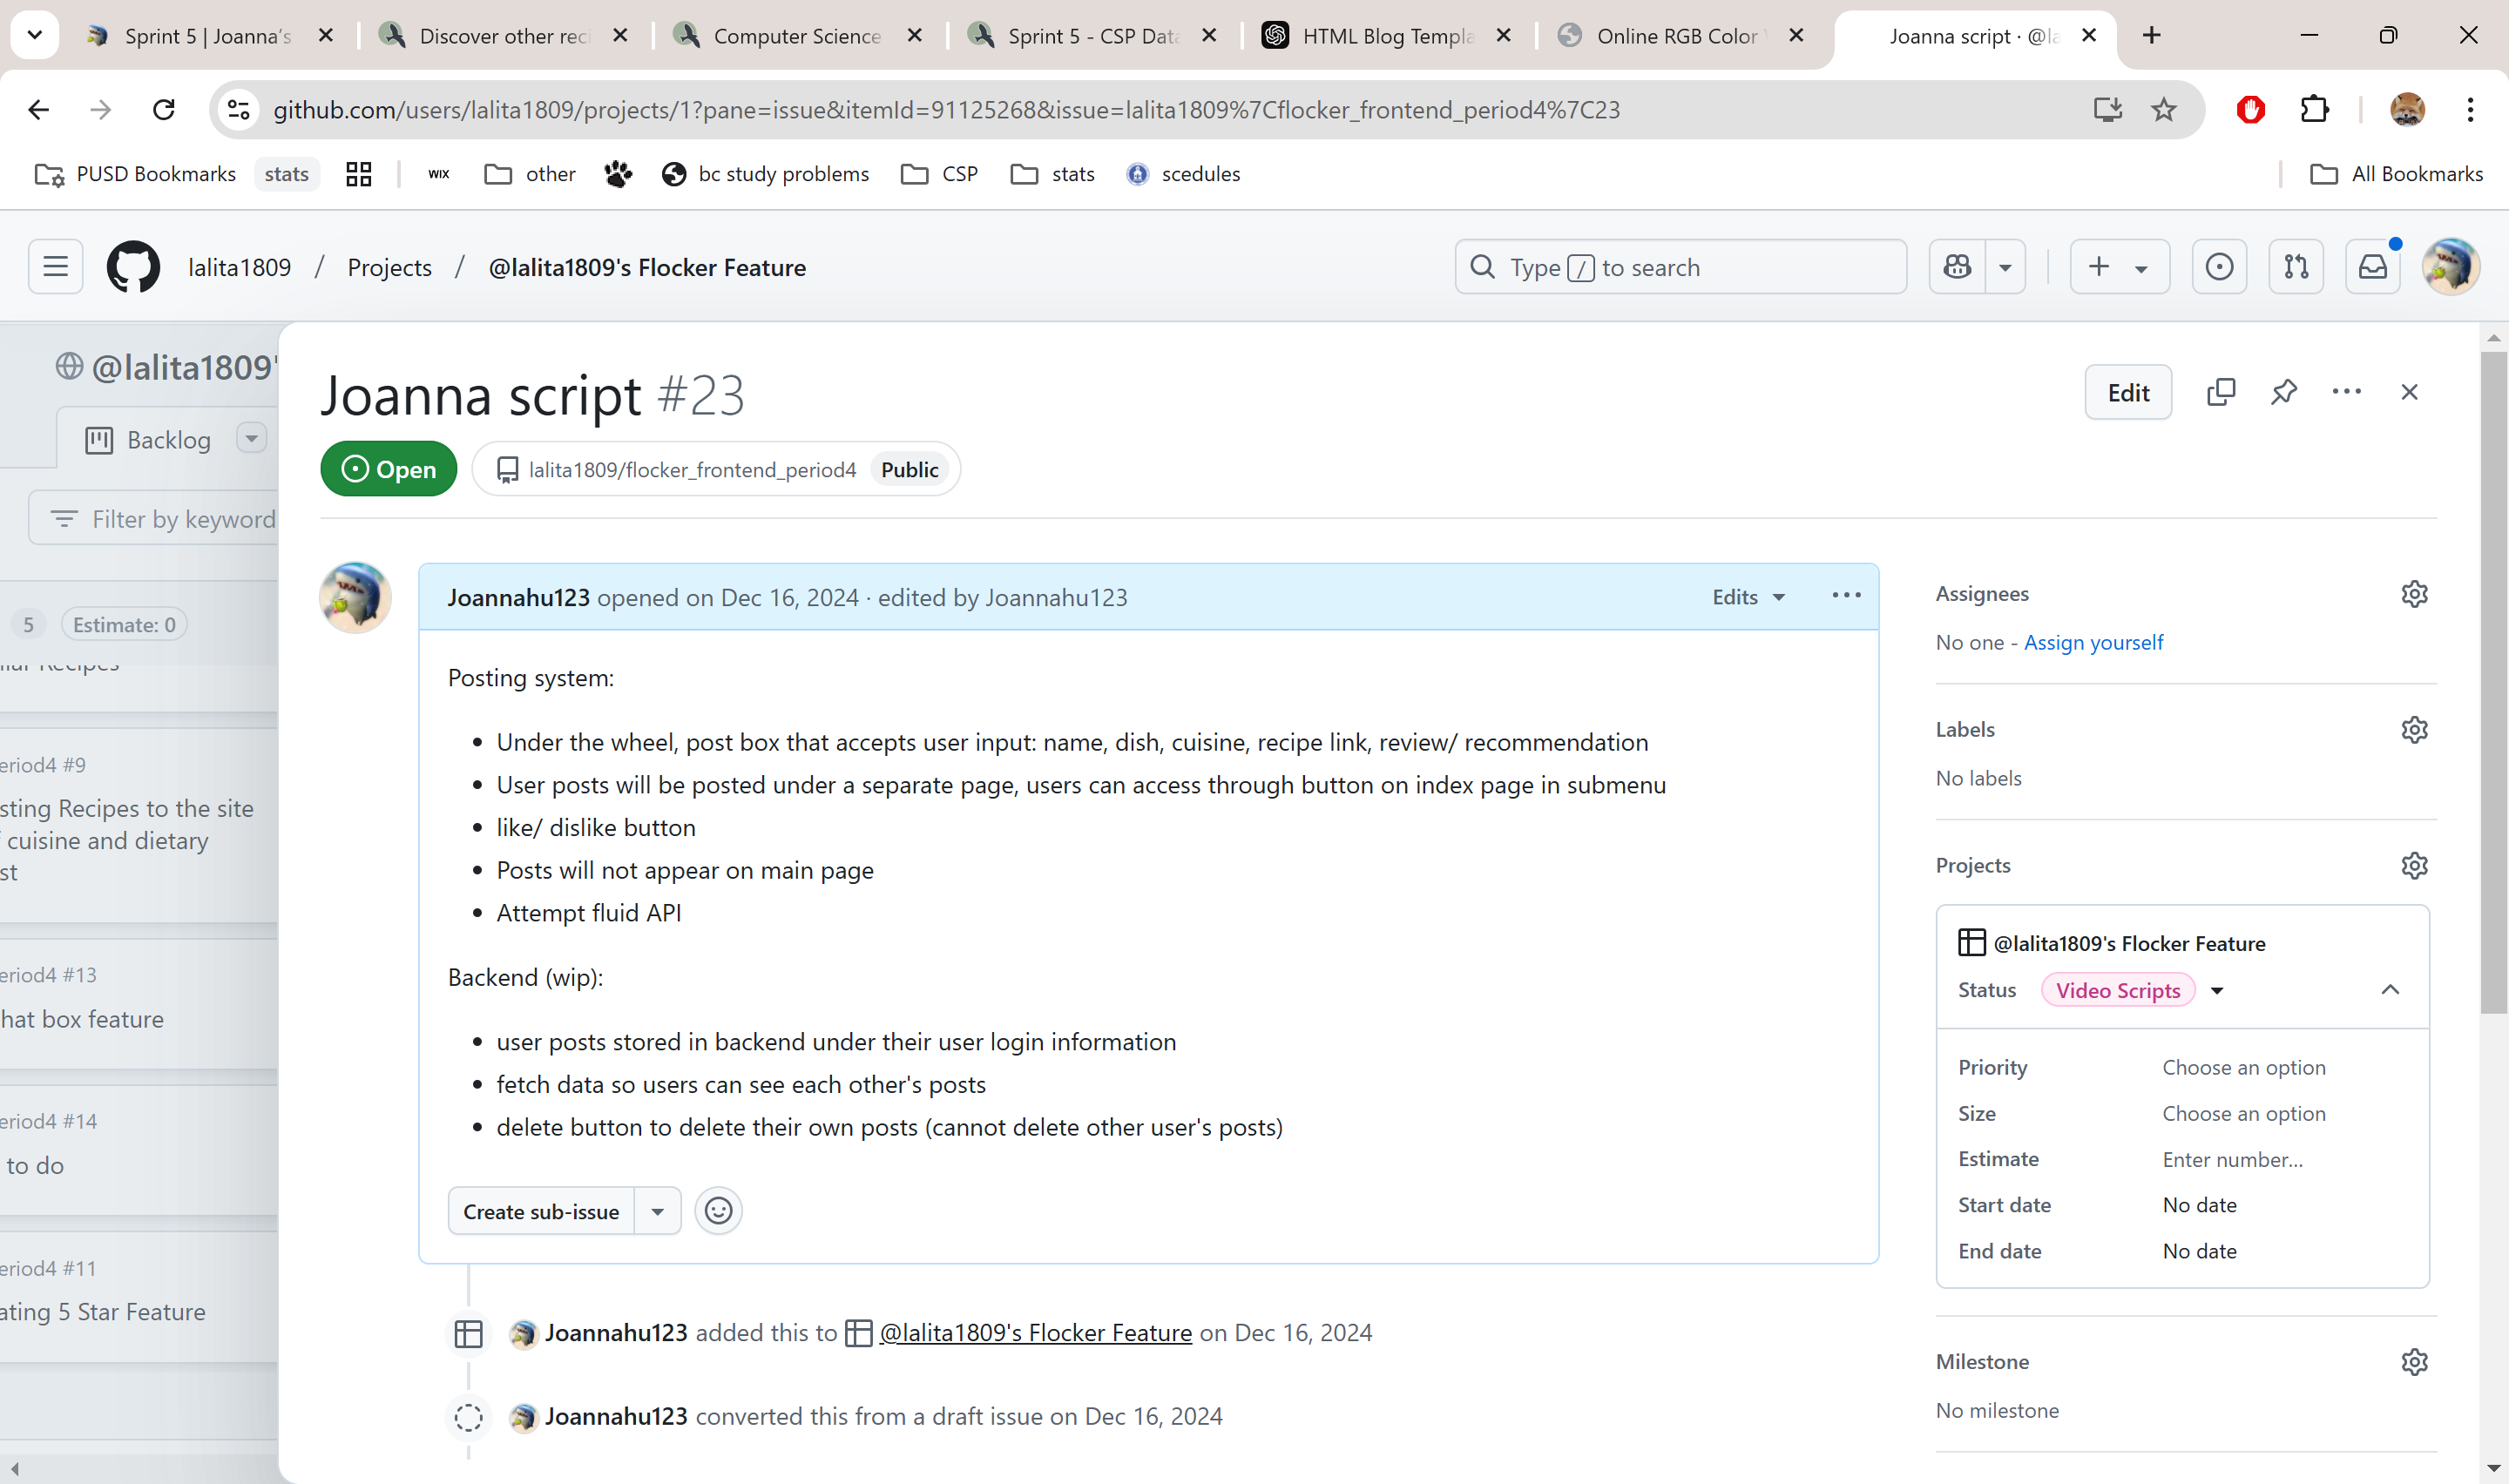 Sprint 5 | Joanna's
Discover other reci
Computer Science
Sprint 5 - CSP Data
HTML Blog Templa
Online RGB Color
Joanna script · @la
github.com/users/lalita1809/projects/1?pane=issue&itemId=91125268&issue=lalita1809%7Cflocker_frontend_period4%7C23
PUSD Bookmarks
stats
WIX
other
bc study problems
CSP
stats
scedules
All Bookmarks
lalita1809 / Projects / @lalita1809's Flocker Feature
Type / to search
@lalita1809'
Backlog
Filter by keyword
5 Estimate: 0
ilar Recipes
eriod4 #9
sting Recipes to the site
cuisine and dietary
st
eriod4 #13
hat box feature
eriod4 #14
to do
eriod4 #11
ating 5 Star Feature
Joanna script #23
Edit
Open
lalita1809/flocker_frontend_period4 Public
Joannahu123 opened on Dec 16, 2024 · edited by Joannahu123
Edits
Posting system:
Under the wheel, post box that accepts user input: name, dish, cuisine, recipe link, review/ recommendation
User posts will be posted under a separate page, users can access through button on index page in submenu
like/ dislike button
Posts will not appear on main page
Attempt fluid API
Backend (wip):
user posts stored in backend under their user login information
fetch data so users can see each other's posts
delete button to delete their own posts (cannot delete other user's posts)
Create sub-issue
Joannahu123 added this to @lalita1809's Flocker Feature on Dec 16, 2024
Joannahu123 converted this from a draft issue on Dec 16, 2024
Assignees
No one - Assign yourself
Labels
No labels
Projects
@lalita1809's Flocker Feature
Status Video Scripts
Priority Choose an option
Size Choose an option
Estimate Enter number...
Start date No date
End date No date
Milestone
No milestone